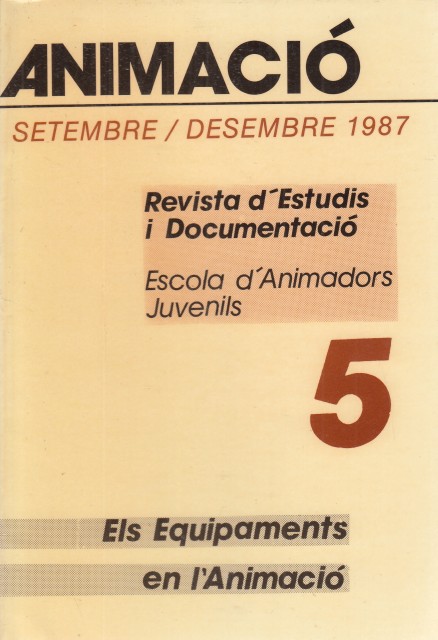 ANIMACIÓ
SETEMBRE / DESEMBRE 1987
Revista d´Estudis
i Documentació
Escola d´Animadors
Juvenils
5
Els Equipaments
en l'Animació